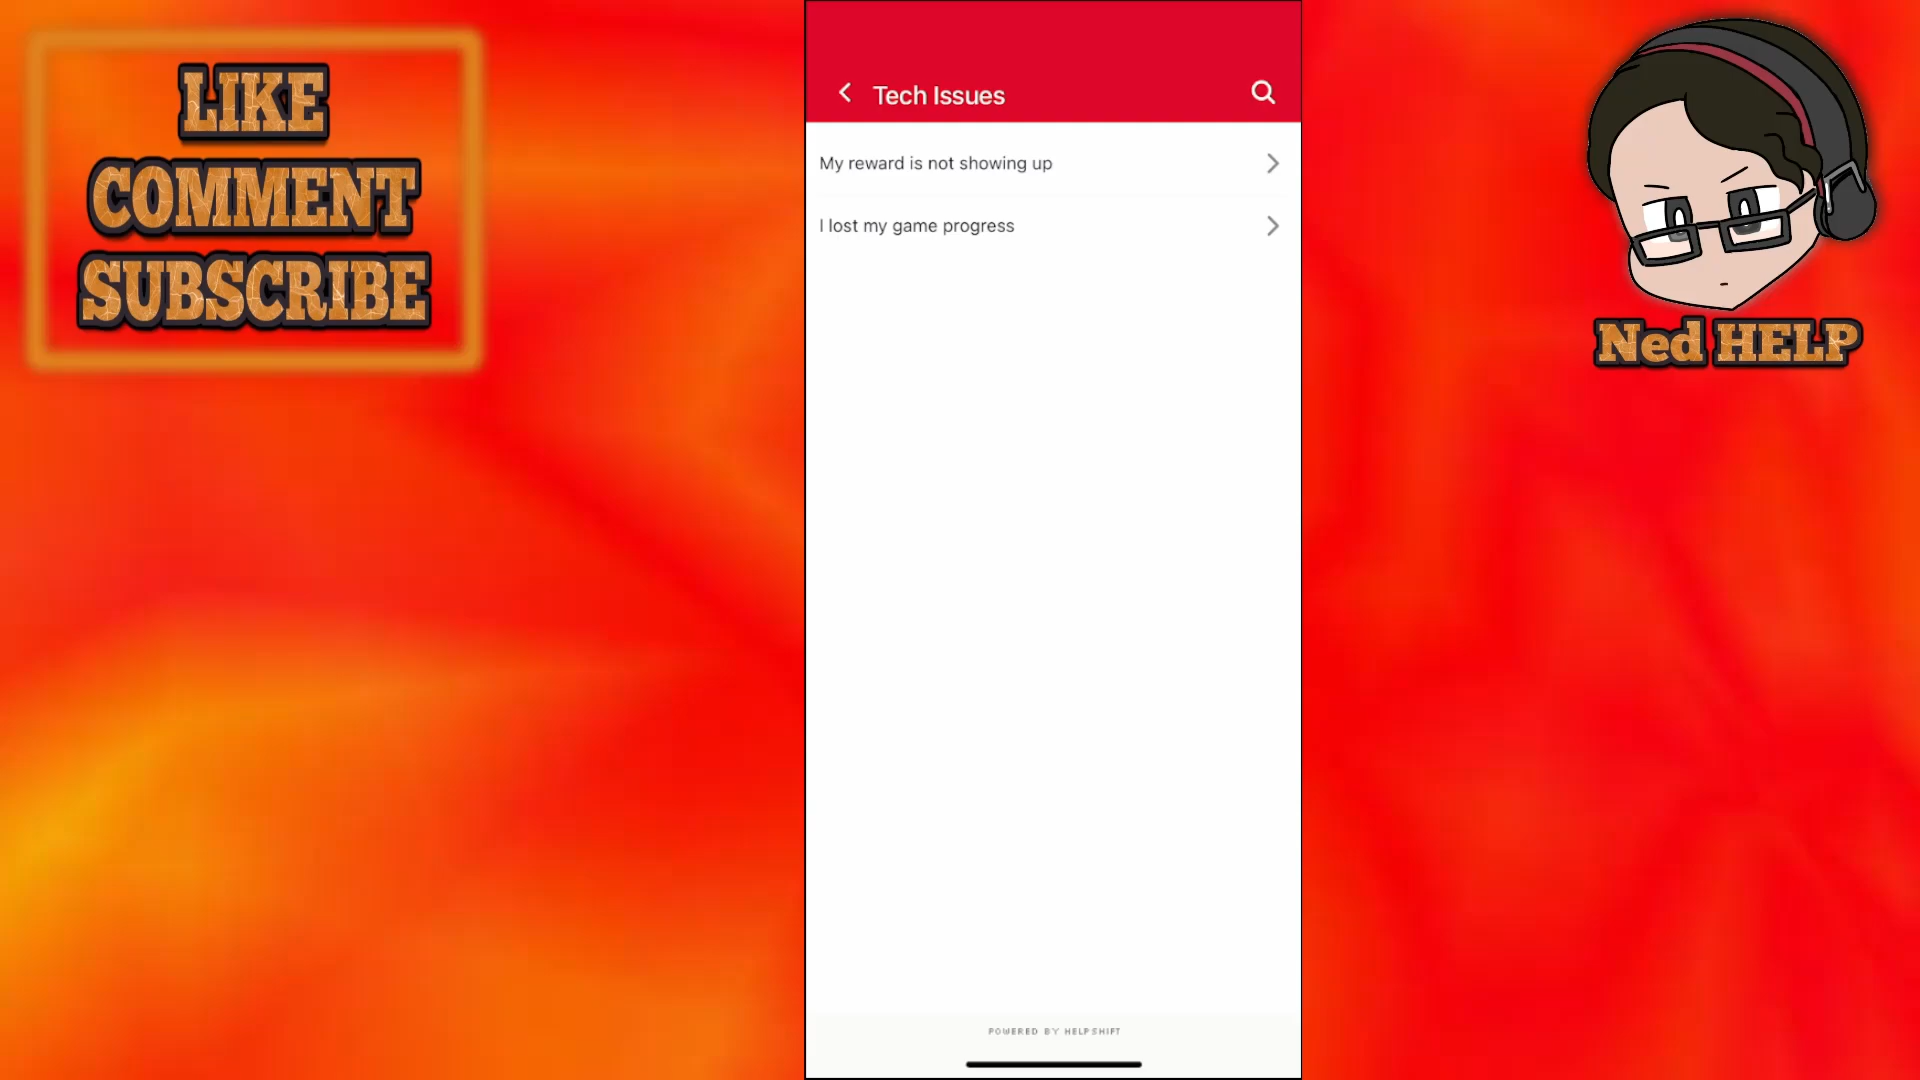 LIKE
COMMENT
SUBSCRIBE
Tech Issues
My reward is not showing up
I lost my game progress
POWERED BY HELPSHIFT
Ned HELP